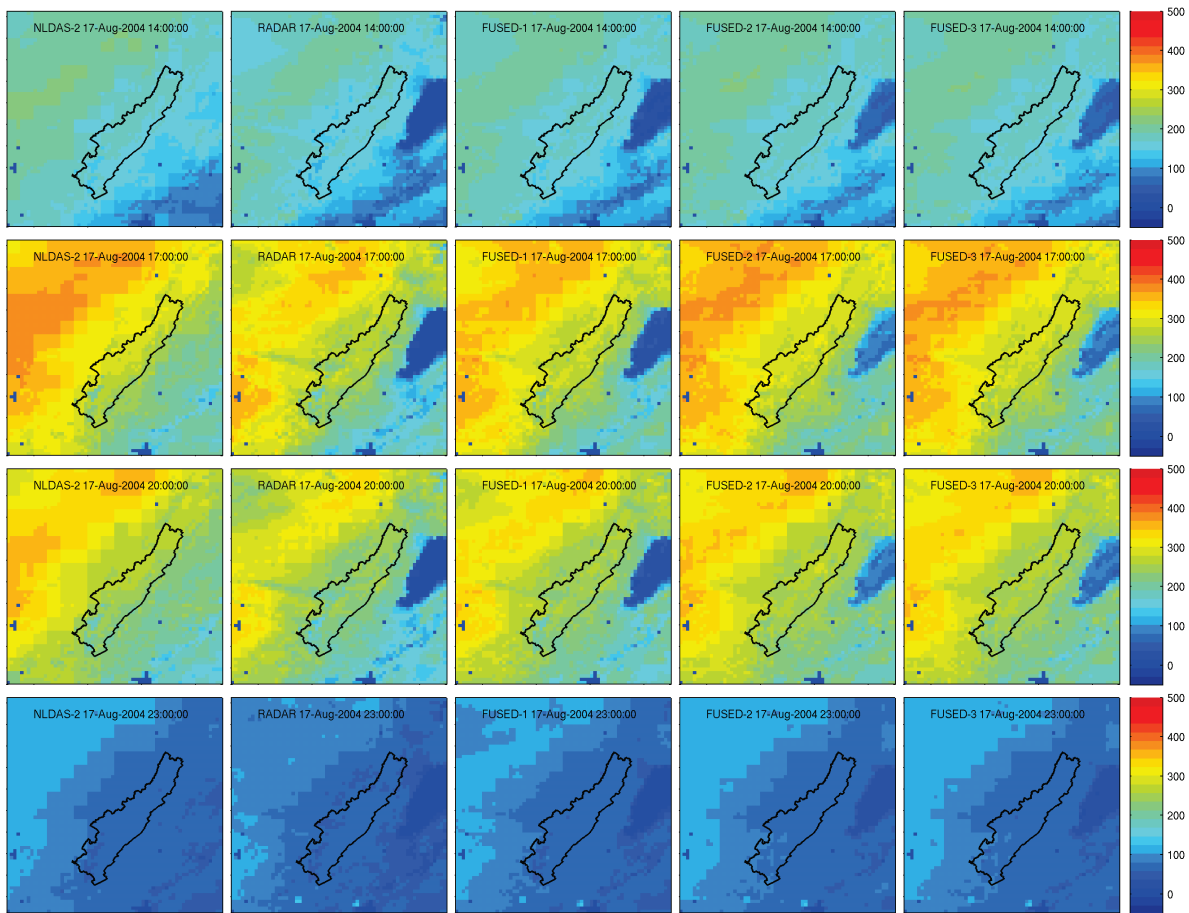 NLDAS-2 17-Aug-2004 14:00:00
RADAR 17-Aug-2004 14:00:00
FUSED-1 17-Aug-2004 14:00:00
FUSED-2 17-Aug-2004 14:00:00
FUSED-3 17-Aug-2004 14:00:00
500
400
300
200
100
0
NLDAS-2 17-Aug-2004 17:00:00
RADAR 17-Aug-2004 17:00:00
FUSED-1 17-Aug-2004 17:00:00
FUSED-2 17-Aug-2004 17:00:00
FUSED-3 17-Aug-2004 17:00:00
500
400
300
200
100
0
NLDAS-2 17-Aug-2004 20:00:00
RADAR 17-Aug-2004 20:00:00
FUSED-1 17-Aug-2004 20:00:00
FUSED-2 17-Aug-2004 20:00:00
FUSED-3 17-Aug-2004 20:00:00
500
400
300
200
100
0
NLDAS-2 17-Aug-2004 23:00:00
RADAR 17-Aug-2004 23:00:00
FUSED-1 17-Aug-2004 23:00:00
FUSED-2 17-Aug-2004 23:00:00
FUSED-3 17-Aug-2004 23:00:00
500
400
300
200
100
0